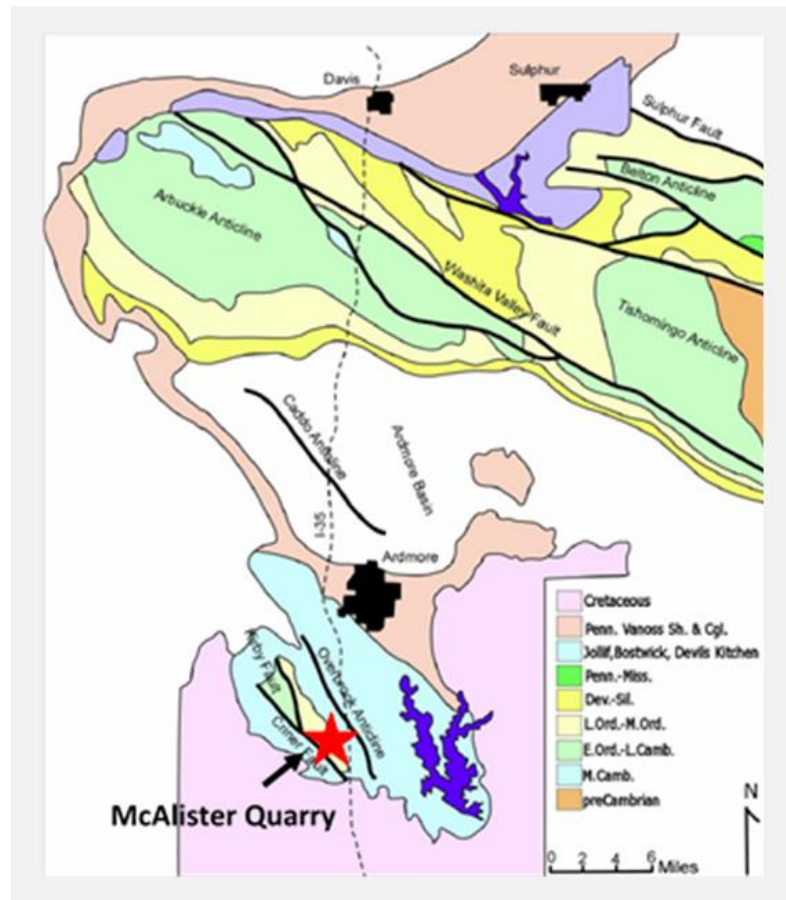 Davis
Sulphur
Sulphur Fault
Belton Anticline
Arbuckle Anticline
Washita Valley Fault
Tishomingo Anticline
Caddo Anticline
Ardmore Basin
I-35
Ardmore
Kirby Fault
Overbrook Anticline
Criner Fault
McAlister Quarry
Cretaceous
Penn. Vanoss Sh. & Cgl.
Jollif,Bostwick, Devils Kitchen
Penn.-Miss.
Dev.-Sil.
L.Ord.-M.Ord.
E.Ord.-L.Camb.
M.Camb.
preCambrian
N
0 2 4 6 Miles